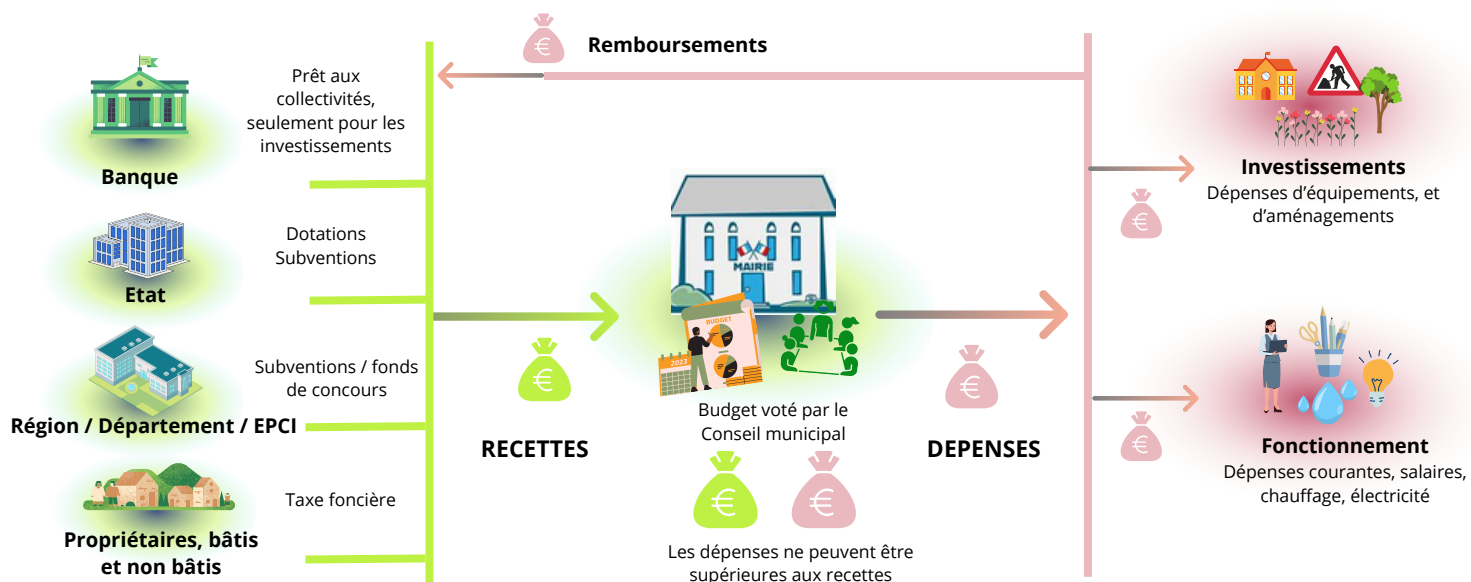 Remboursements
Prêt aux
collectivités,
seulement pour les
investissements
Banque
Dotations
Subventions
Etat
Subventions / fonds
de concours
Région / Département / EPCI
Taxe foncière
Propriétaires, bâtis
et non bâtis
RECETTES
MAIRIE
BUDGET
2023
Budget voté par le
Conseil municipal
Les dépenses ne peuvent être
supérieures aux recettes
DEPENSES
Investissements
Dépenses d’équipements, et
d’aménagements
Fonctionnement
Dépenses courantes, salaires,
chauffage, électricité
€
€
€
€
€
€
€